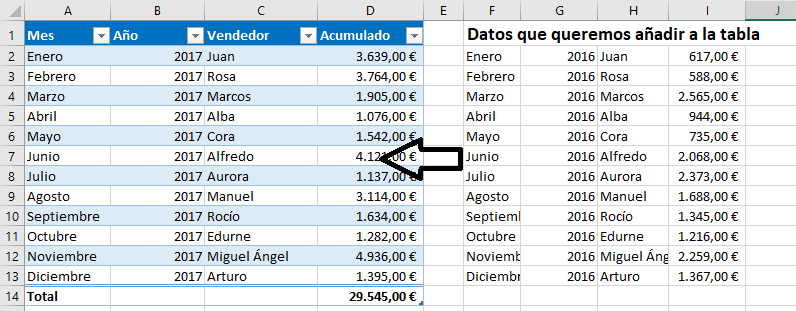 A B C D E F G H I J
1 Mes Año Vendedor Acumulado Datos que queremos añadir a la tabla
2 Enero 2017 Juan 3.639,00 € Enero 2016 Juan 617,00 €
3 Febrero 2017 Rosa 3.764,00 € Febrero 2016 Rosa 588,00 €
4 Marzo 2017 Marcos 1.905,00 € Marzo 2016 Marcos 2.565,00 €
5 Abril 2017 Alba 1.076,00 € Abril 2016 Alba 944,00 €
6 Mayo 2017 Cora 1.542,00 € Mayo 2016 Cora 735,00 €
7 Junio 2017 Alfredo € Junio 2016 Alfredo 2.068,00 €
8 Julio 2017 Aurora 1.137,00 € Julio 2016 Aurora 2.373,00 €
9 Agosto 2017 Manuel 3.114,00 € Agosto 2016 Manuel 1.688,00 €
10 Septiembre 2017 Rocío 1.634,00 € Septiem 2016 Rocío 1.345,00 €
11 Octubre 2017 Edurne 1.282,00 € Octubre 2016 Edurne 1.216,00 €
12 Noviembre 2017 Miguel Ángel 4.936,00 € Noviemb 2016 Miguel Áng 2.259,00 €
13 Diciembre 2017 Arturo 1.395,00 € Diciemb 2016 Arturo 1.367,00 €
14 Total 29.545,00 €